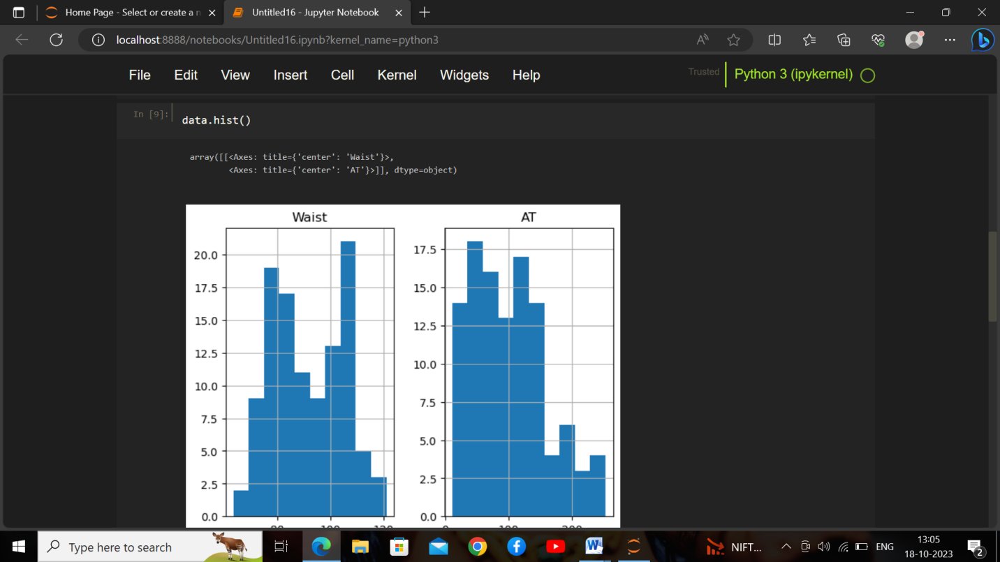 Home Page - Select or create a n
Untitled16 - Jupyter Notebook
localhost:8888/notebooks/Untitled16.ipynb?kernel_name=python3
File Edit View Insert Cell Kernel Widgets Help
Trusted
Python 3 (ipykernel)
In [9]:
data.hist()
array([[<Axes: title={'center': 'Waist'}>,
<Axes: title={'center': 'AT'}>]], dtype=object)
Waist
20.0
17.5
15.0
12.5
10.0
7.5
5.0
2.5
0.0
80 100 120
AT
17.5
15.0
12.5
10.0
7.5
5.0
2.5
0.0
0 100 200
Type here to search
NIFT...
ENG
13:05
18-10-2023
2